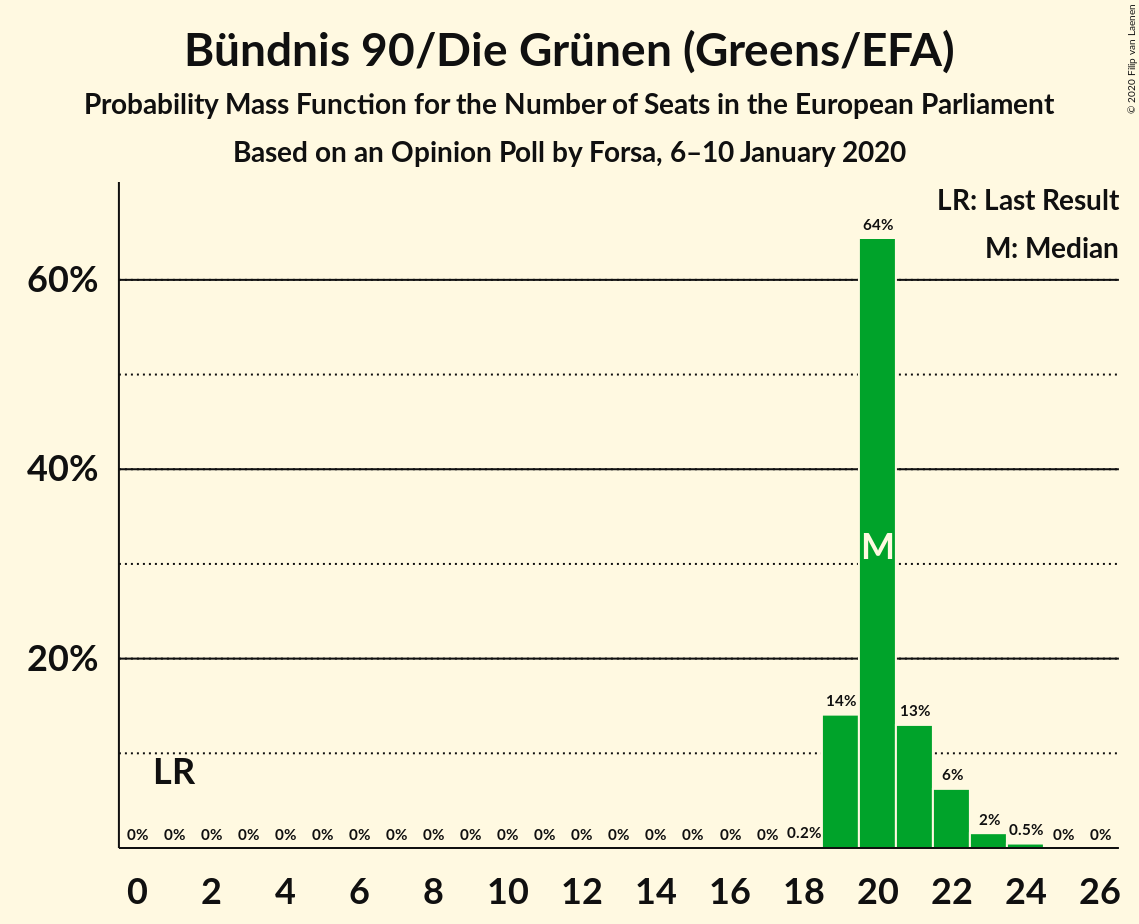 Bündnis 90/Die Grünen (Greens/EFA)
Probability Mass Function for the Number of Seats in the European Parliament
Based on an Opinion Poll by Forsa, 6–10 January 2020
© 2020 Filip van Laenen
LR: Last Result
M: Median
64%
60%
40%
M
20%
14%
13%
LR
6%
2%
0% 0% 0% 0% 0% 0% 0% 0% 0% 0% 0% 0% 0% 0% 0% 0% 0% 0% 0.2% 0.5% 0% 0%
0 2 4 6 8 10 12 14 16 18 20 22 24 26